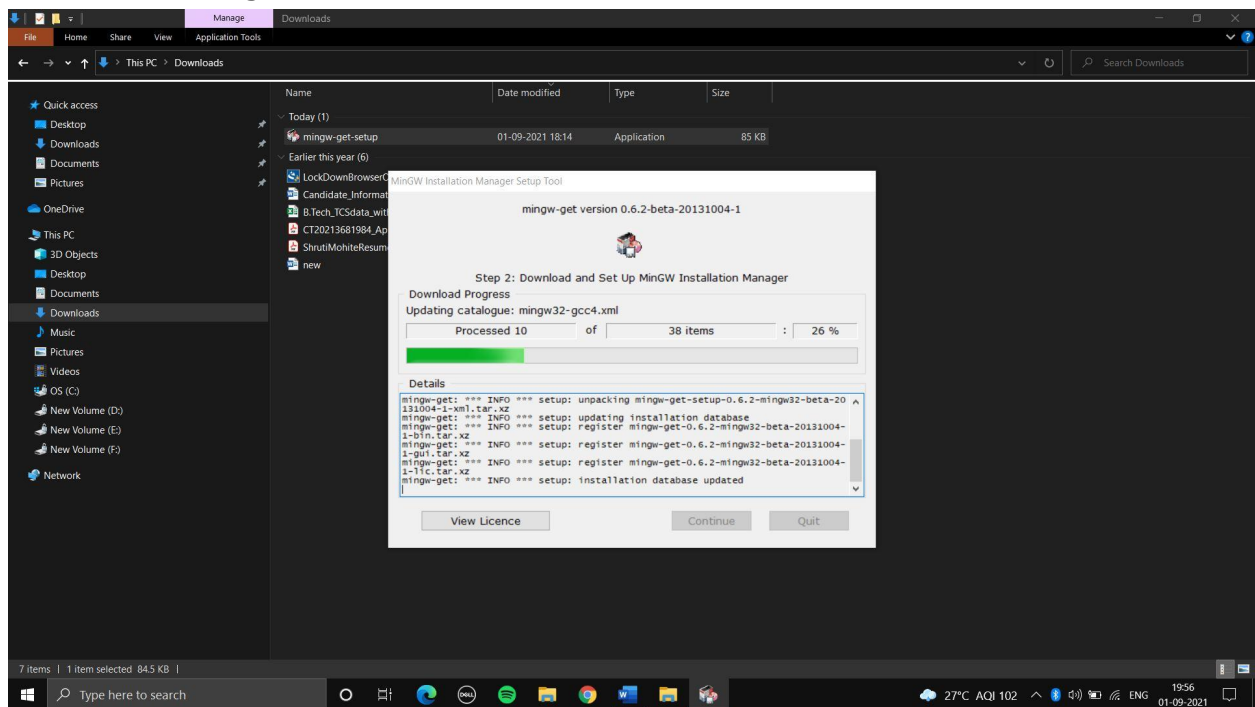 Manage
Downloads
File Home Share View Application Tools
This PC > Downloads
Search Downloads
Name Date modified Type Size
Quick access
Desktop
Downloads
Documents
Pictures
OneDrive
This PC
3D Objects
Desktop
Documents
Downloads
Music
Pictures
Videos
OS (C:)
New Volume (D:)
New Volume (E:)
New Volume (F:)
Network
Today (1)
mingw-get-setup 01-09-2021 18:14 Application 85 KB
Earlier this year (6)
LockDownBrowserO
Candidate_Informat
B.Tech_TCSdata_wit
CT20213681984_Ap
ShrutiMohiteResum
new
MinGW Installation Manager Setup Tool
mingw-get version 0.6.2-beta-20131004-1
Step 2: Download and Set Up MinGW Installation Manager
Download Progress
Updating catalogue: mingw32-gcc4.xml
Processed 10 of 38 items : 26 %
Details
mingw-get: *** INFO *** setup: unpacking mingw-get-setup-0.6.2-mingw32-beta-20
131004-1-xml.tar.xz
mingw-get: *** INFO *** setup: updating installation database
mingw-get: *** INFO *** setup: register mingw-get-0.6.2-mingw32-beta-20131004-
1-bin.tar.xz
mingw-get: *** INFO *** setup: register mingw-get-0.6.2-mingw32-beta-20131004-
1-gui.tar.xz
mingw-get: *** INFO *** setup: register mingw-get-0.6.2-mingw32-beta-20131004-
1-lic.tar.xz
mingw-get: *** INFO *** setup: installation database updated
View Licence Continue Quit
7 items | 1 item selected 84.5 KB |
Type here to search
DELL
27°C AQI 102 ENG
19:56
01-09-2021